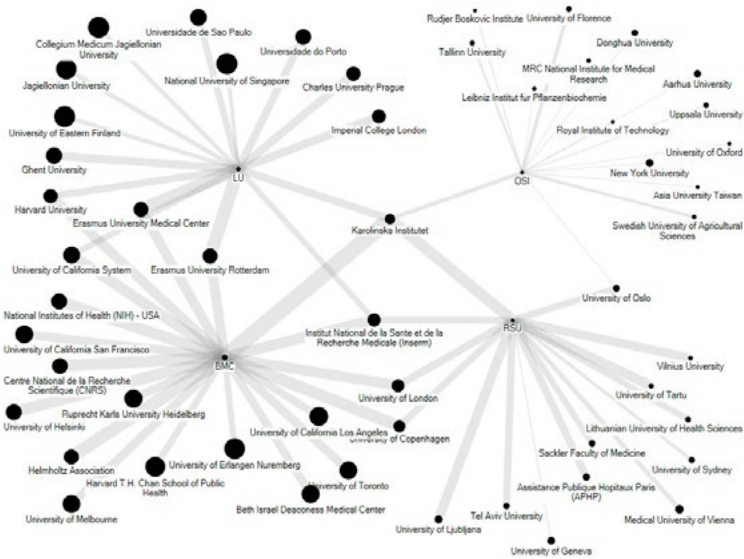 Collegium Medicum Jagiellonian
University
Universidade de Sao Paulo
Universidade do Porto
Jagiellonian University
National University of Singapore
Charles University Prague
University of Eastern Finland
Imperial College London
Ghent University
LU
Harvard University
Erasmus University Medical Center
Karolinska Institutet
University of California System
Erasmus University Rotterdam
Rudjer Boskovic Institute
University of Florence
Tallinn University
Donghua University
MRC National Institute for Medical
Research
Aarhus University
Leibniz Institut fur Pflanzenbiochemie
Uppsala University
Royal Institute of Technology
University of Oxford
OSI
New York University
Asia University Taiwan
Swedish University of Agricultural
Sciences
University of Oslo
National Institutes of Health (NIH) - USA
University of California San Francisco
Institut National de la Sante et de la
Recherche Medicale (Inserm)
RSU
BMC
Centre National de la Recherche
Scientifique (CNRS)
Ruprecht Karls University Heidelberg
University of London
University of Helsinki
University of California Los Angeles
University of Copenhagen
Helmholtz Association
University of Erlangen Nuremberg
Harvard T.H. Chan School of Public
Health
University of Toronto
Beth Israel Deaconess Medical Center
University of Melbourne
Vilnius University
University of Tartu
Lithuanian University of Health Sciences
Sackler Faculty of Medicine
University of Sydney
Assistance Publique Hopitaux Paris
(APHP)
Medical University of Vienna
Tel Aviv University
University of Ljubljana
University of Geneva